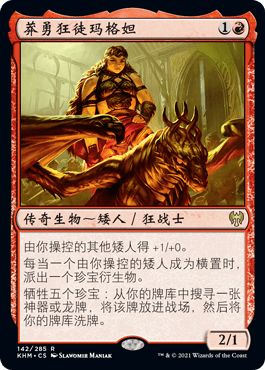 莽勇狂徒玛格妲 1
传奇生物～矮人／狂战士
由你操控的其他矮人得+1/+0。
每当一个由你操控的矮人成为横置时，
派出一个珍宝衍生物。
牺牲五个珍宝：从你的牌库中搜寻一张
神器或龙牌，将该牌放进战场，然后将
你的牌库洗牌。
142/285 R
KHM • CS SLAWOMIR MANIAK
2/1
™ & © 2021 Wizards of the Coast